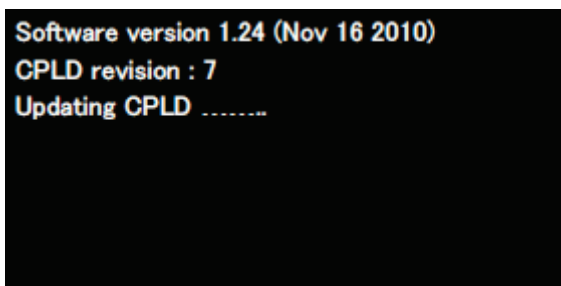 Software version 1.24 (Nov 16 2010)
CPLD revision : 7
Updating CPLD ........